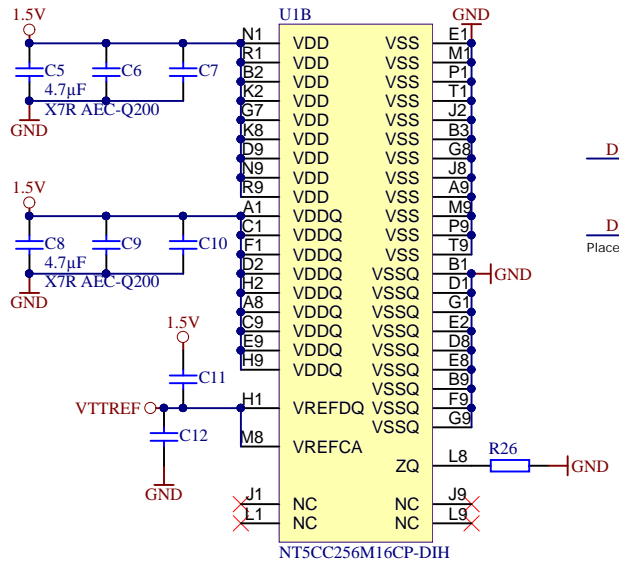 1.5V
U1B
GND
N1 VDD VSS E1
R1 VDD VSS M1
C5 C6 C7 B2 VDD VSS P1
4.7µF K2 VDD VSS T1
X7R AEC-Q200 G7 VDD VSS J2
GND K8 VDD VSS B3
D9 VDD VSS G8 D
N9 VDD VSS J8
1.5V R9 VDD VSS A9
A1 VDDQ VSS M9
C1 VDDQ VSS P9 D
C8 C9 C10 F1 VDDQ VSS T9 Place
4.7µF D2 VDDQ VSSQ B1 GND
X7R AEC-Q200 H2 VDDQ VSSQ D1
GND A8 VDDQ VSSQ G1
1.5V C9 VDDQ VSSQ E2
E9 VDDQ VSSQ D8
H9 VDDQ VSSQ E8
C11 VSSQ B9
VTTREF H1 VREFDQ VSSQ F9
VSSQ G9
C12 M8 VREFCA
ZQ L8 R26 GND
GND
J1 NC NC J9
L1 NC NC L9
NT5CC256M16CP-DIH